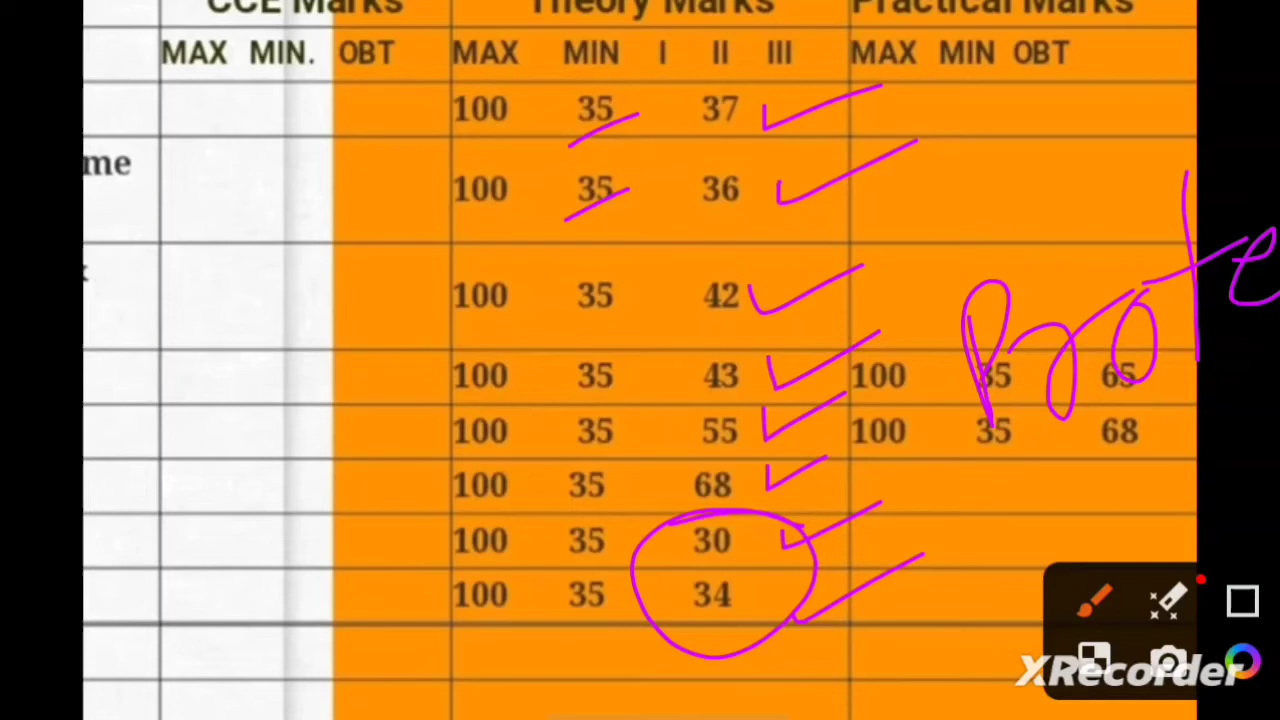 CCE Marks Theory Marks Practical Marks
MAX MIN. OBT MAX MIN I II III MAX MIN OBT
100 35 37
me
100 35 36
100 35 42
100 35 43 100 35 65
100 35 55 100 35 68
100 35 68
100 35 30
100 35 34
XRecorder